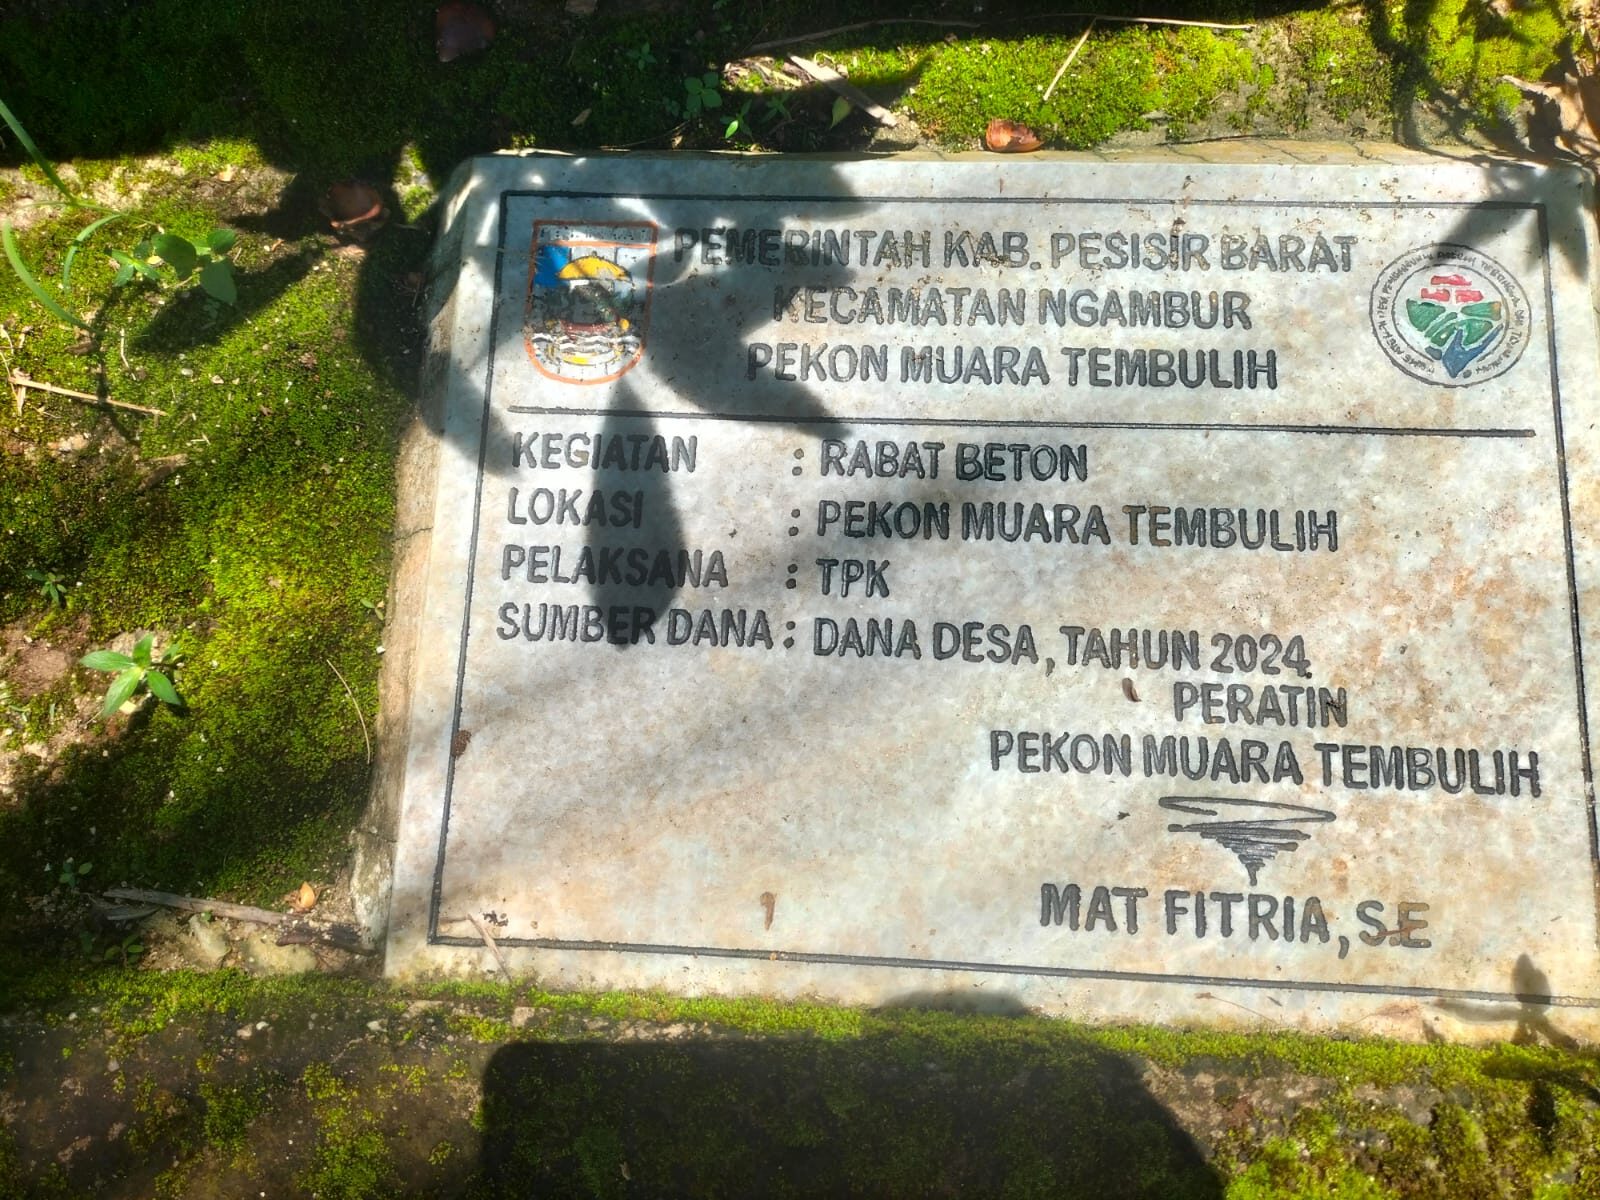 PEMERINTAH KAB. PESISIR BARAT
KECAMATAN NGAMBUR
PEKON MUARA TEMBULIH
KEGIATAN : RABAT BETON
LOKASI : PEKON MUARA TEMBULIH
PELAKSANA : TPK
SUMBER DANA : DANA DESA, TAHUN 2024
PERATIN
PEKON MUARA TEMBULIH
MAT FITRIA, S.E